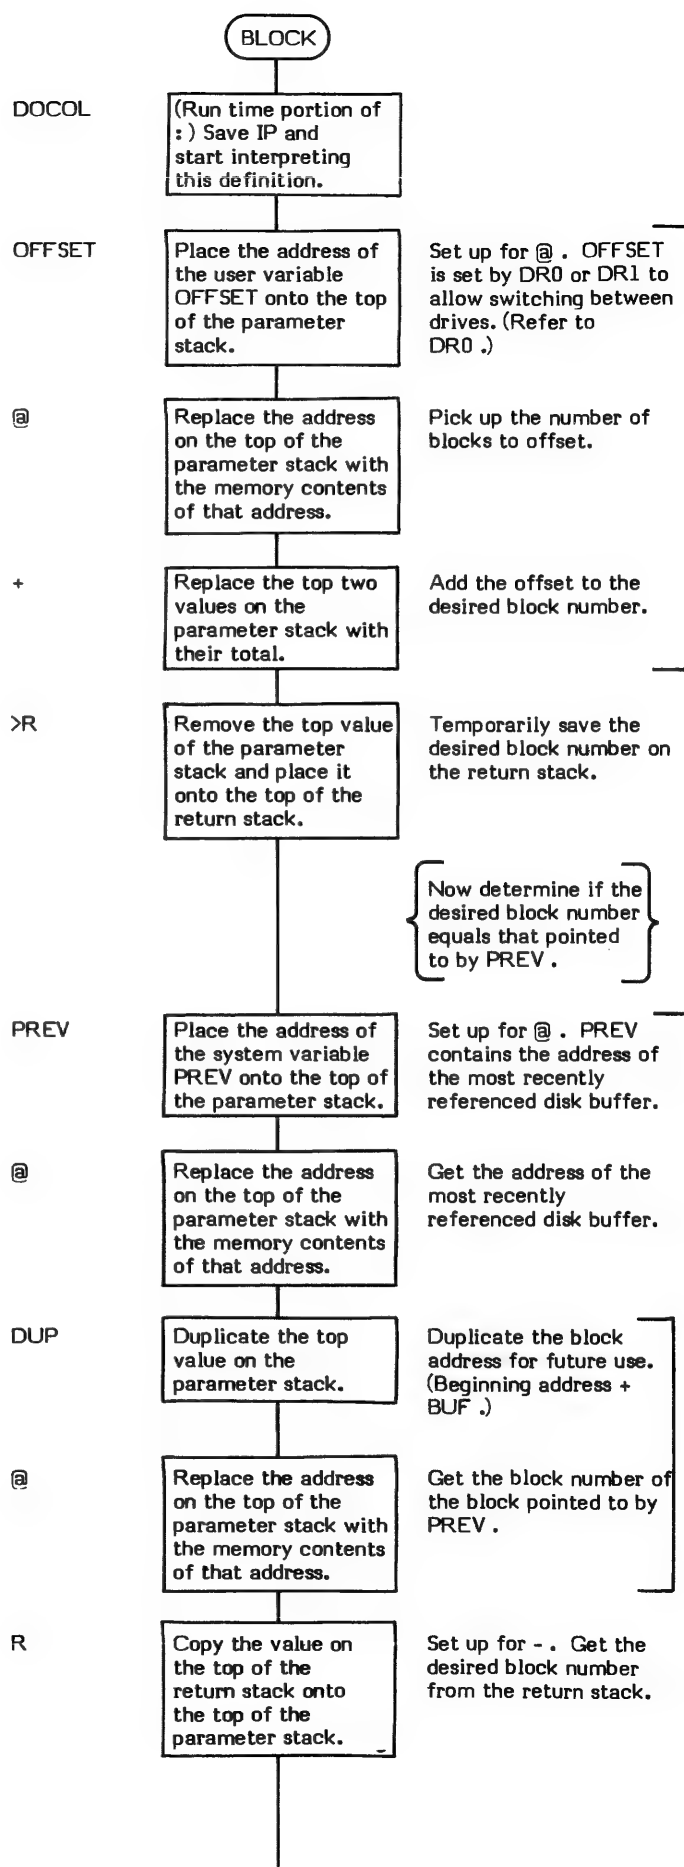 BLOCK
DOCOL
(Run time portion of
: ) Save IP and
start interpreting
this definition.
OFFSET
Place the address of
the user variable
OFFSET onto the top
of the parameter
stack.
Set up for @ . OFFSET
is set by DR0 or DR1 to
allow switching between
drives. (Refer to
DR0 .)
@
Replace the address
on the top of the
parameter stack with
the memory contents
of that address.
Pick up the number of
blocks to offset.
+
Replace the top two
values on the
parameter stack with
their total.
Add the offset to the
desired block number.
>R
Remove the top value
of the parameter
stack and place it
onto the top of the
return stack.
Temporarily save the
desired block number on
the return stack.
Now determine if the
desired block number
equals that pointed
to by PREV .
PREV
Place the address of
the system variable
PREV onto the top of
the parameter stack.
Set up for @ . PREV
contains the address of
the most recently
referenced disk buffer.
@
Replace the address
on the top of the
parameter stack with
the memory contents
of that address.
Get the address of the
most recently
referenced disk buffer.
DUP
Duplicate the top
value on the
parameter stack.
Duplicate the block
address for future use.
(Beginning address +
BUF .)
@
Replace the address
on the top of the
parameter stack with
the memory contents
of that address.
Get the block number of
the block pointed to by
PREV .
R
Copy the value on
the top of the
return stack onto
the top of the
parameter stack.
Set up for - . Get the
desired block number
from the return stack.